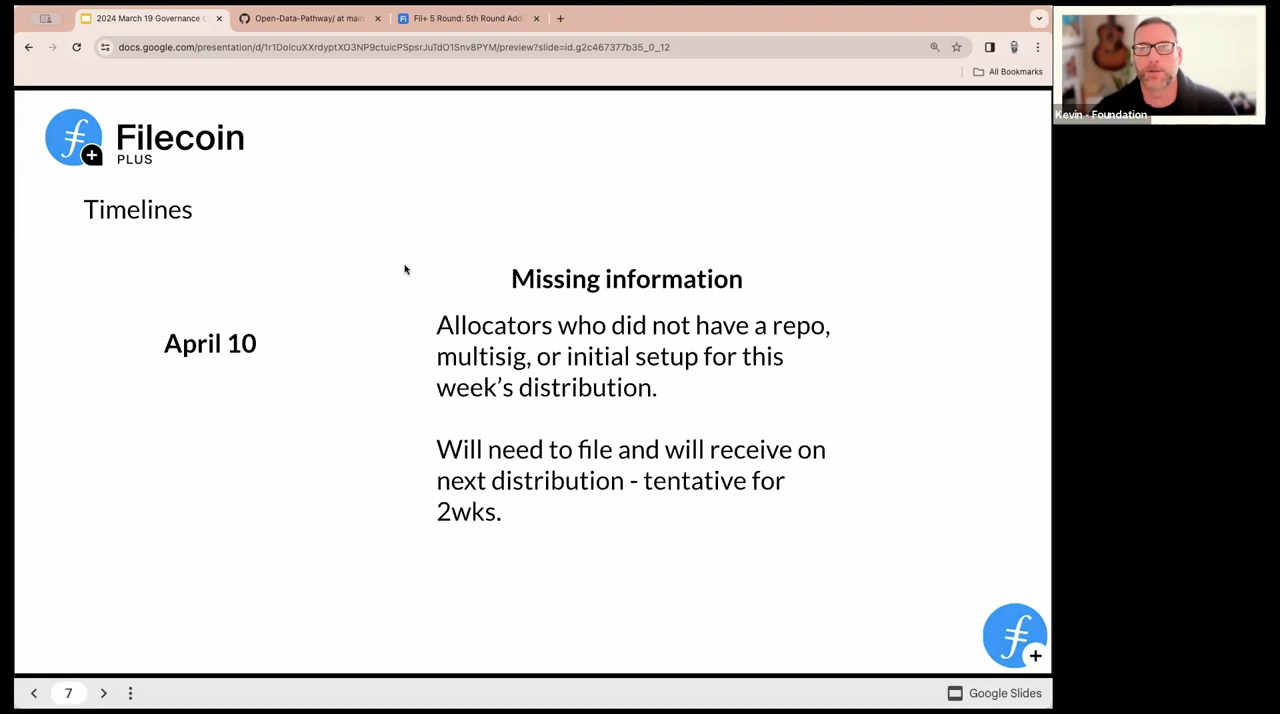 2024 March 19 Governance
Open-Data-Pathway/ at main
Fil+ 5 Round: 5th Round Add
docs.google.com/presentation/d/1r1DoicuXXrdyptXO3NP9ctuicPSpsrJuTdO1Snv8PYM/preview?slide=id.g2c467377b35_0_12
All Bookmarks
Kevin - Foundation
Filecoin
PLUS
Timelines
Missing information
April 10
Allocators who did not have a repo,
multisig, or initial setup for this
week’s distribution.
Will need to file and will receive on
next distribution - tentative for
2wks.
7
Google Slides